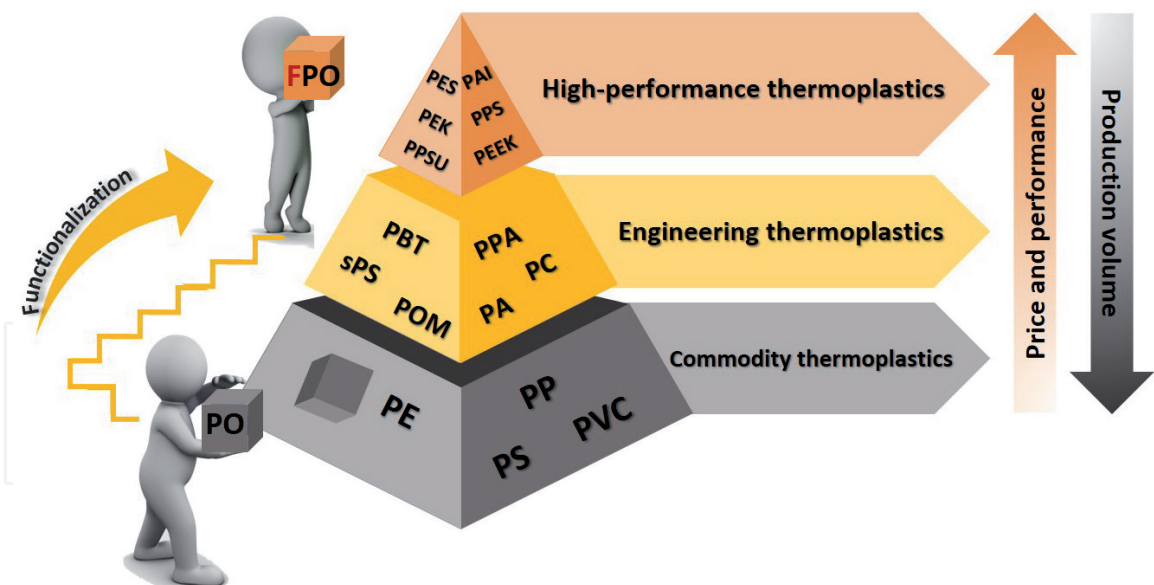 FPO
PES
PAI
PEK
PPS
PPSU
PEEK
High-performance thermoplastics
Functionalization
PBT
PPA
sPS
PC
POM
PA
Engineering thermoplastics
PO
PE
PP
PVC
PS
Commodity thermoplastics
Price and performance
Production volume